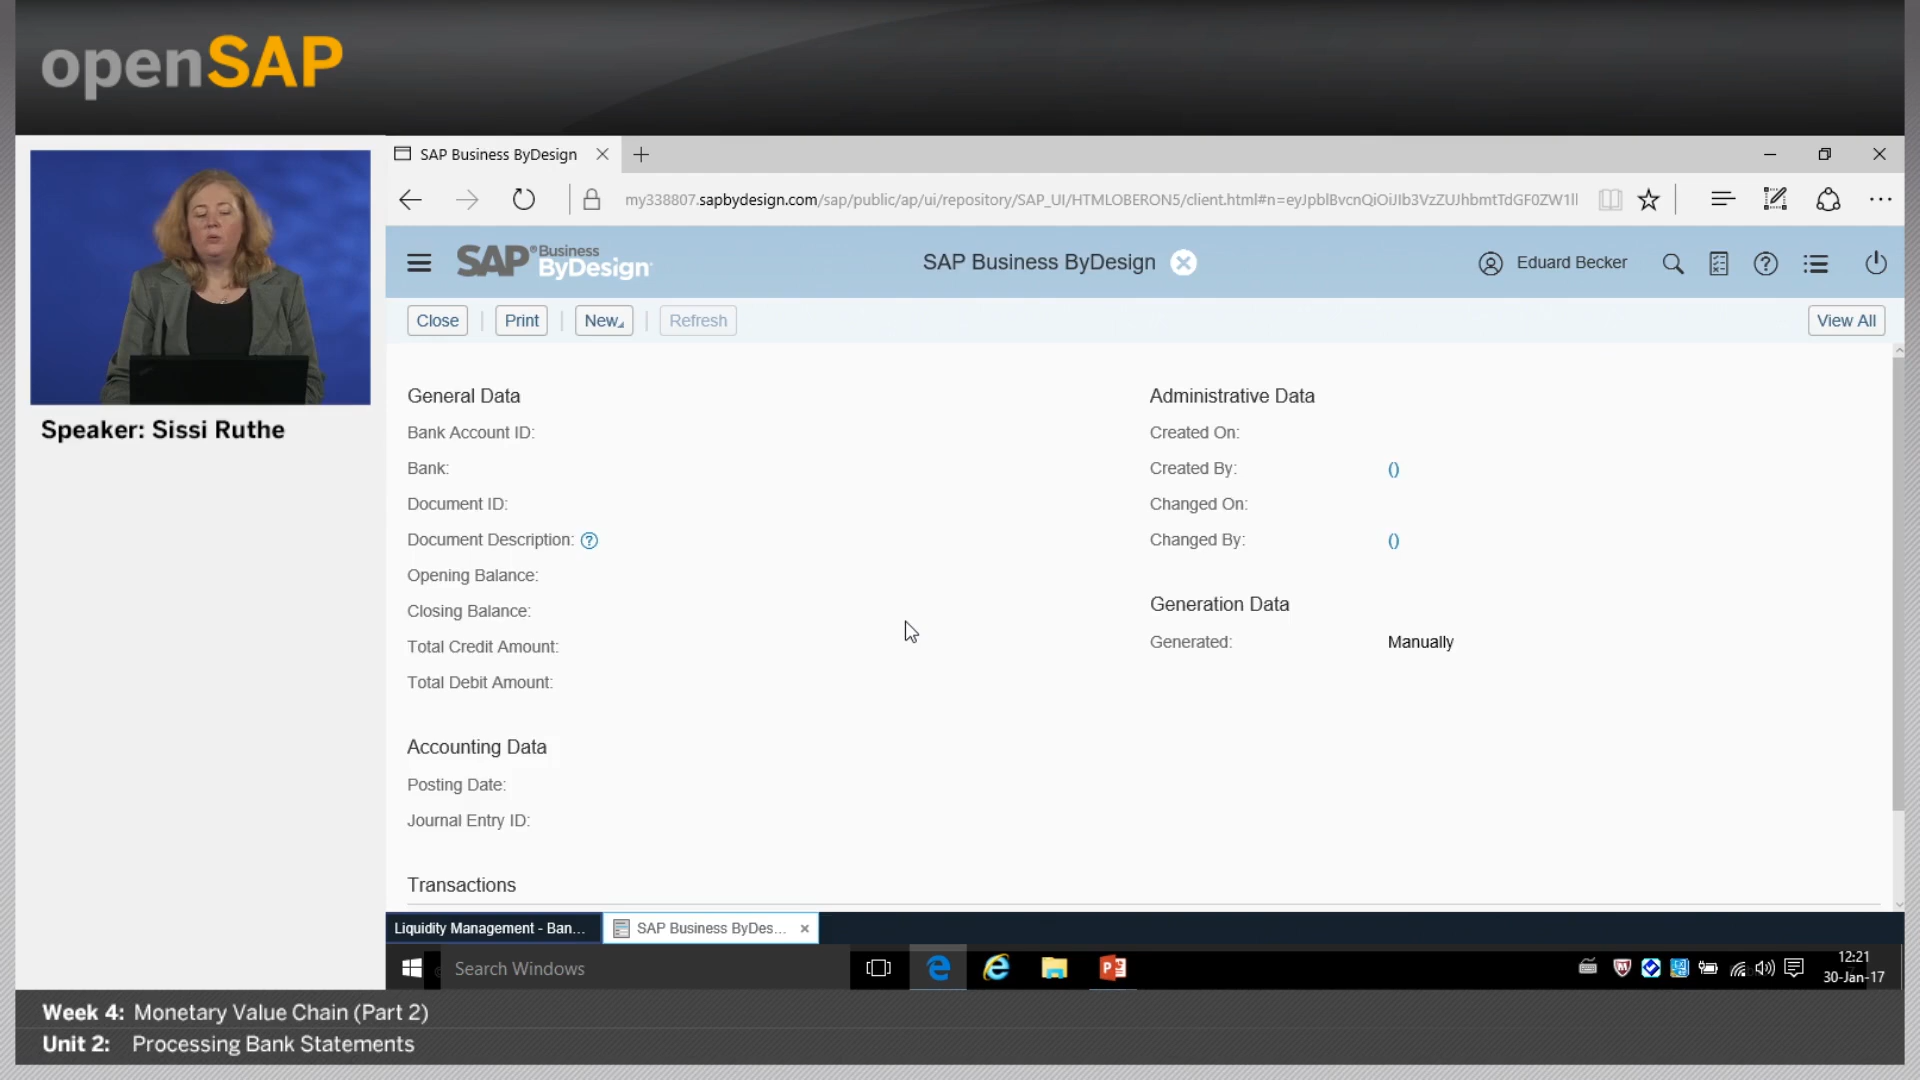 openSAP
SAP Business ByDesign
my338807.sapbydesign.com/sap/public/ap/ui/repository/SAP_UI/HTMLOBERON5/client.html#n=eyJpblBvcnQiOiJIb3VzZUJhbmtTdGF0ZW1ll
SAP® Business ByDesign
SAP Business ByDesign
Eduard Becker
Close
Print
New
Refresh
View All
Speaker: Sissi Ruthe
General Data
Bank Account ID:
Bank:
Document ID:
Document Description: ?
Opening Balance:
Closing Balance:
Total Credit Amount:
Total Debit Amount:
Accounting Data
Posting Date:
Journal Entry ID:
Transactions
Administrative Data
Created On:
Created By: ()
Changed On:
Changed By: ()
Generation Data
Generated: Manually
Liquidity Management - Ban...
SAP Business ByDes...
Search Windows
12:21
30-Jan-17
Week 4: Monetary Value Chain (Part 2)
Unit 2: Processing Bank Statements